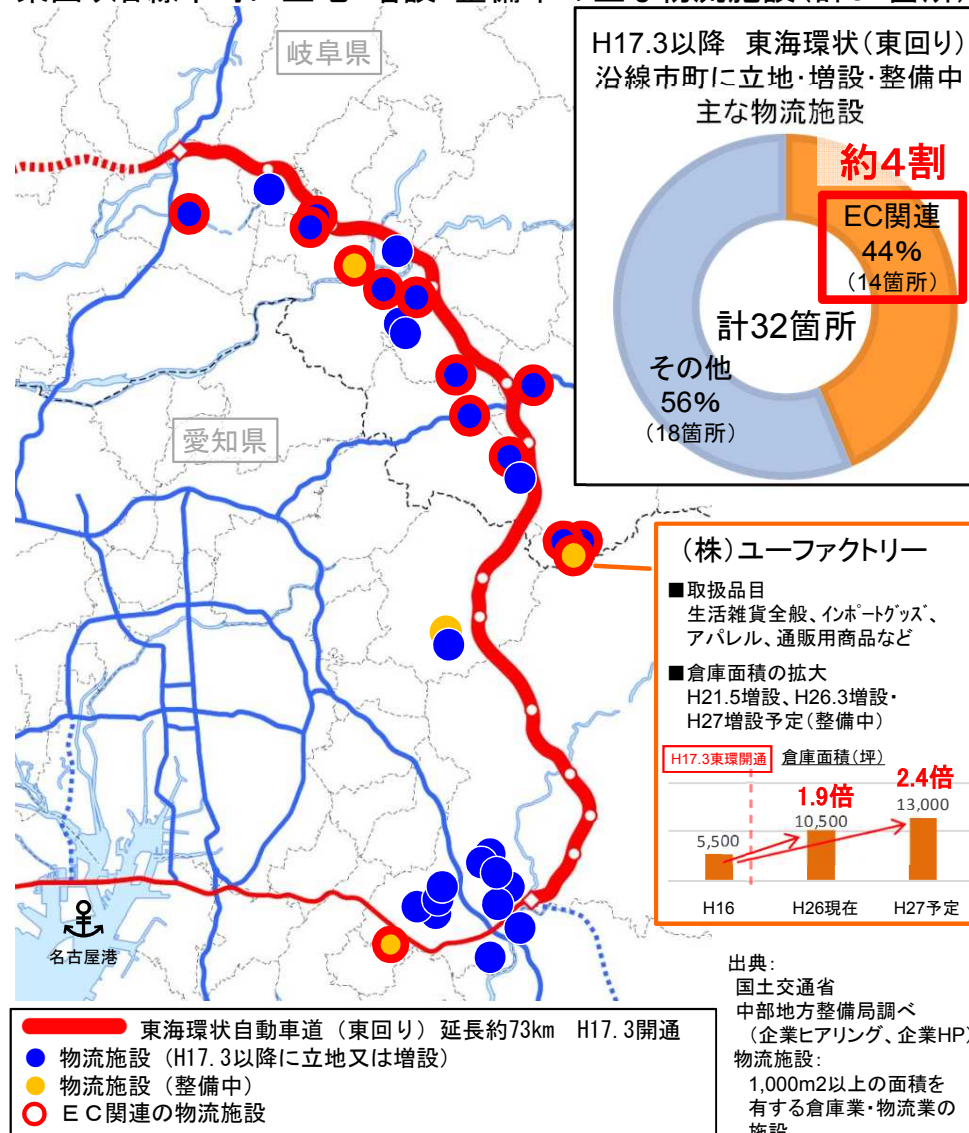 岐阜県
愛知県
名古屋港
H17.3以降 東海環状(東回り)
沿線市町に立地・増設・整備中
主な物流施設
約4割
EC関連
44%
(14箇所)
計32箇所
その他
56%
(18箇所)
(株)ユーファクトリー
■取扱品目
生活雑貨全般、インポートグッズ、
アパレル、通販用商品など
■倉庫面積の拡大
H21.5増設、H26.3増設・
H27増設予定(整備中)
H17.3東環開通 倉庫面積(坪)
5,500
1.9倍
10,500
2.4倍
13,000
H16 H26現在 H27予定
東海環状自動車道(東回り)延長約73km H17.3開通
物流施設(H17.3以降に立地又は増設)
物流施設(整備中)
EC関連の物流施設
出典:
国土交通省
中部地方整備局調べ
(企業ヒアリング、企業HP)
物流施設:
1,000m2以上の面積を
有する倉庫業・物流業の
施設